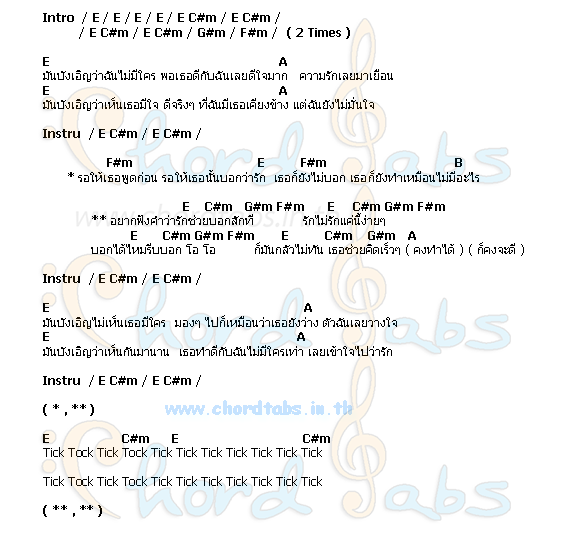 Intro / E / E / E / E / E C#m / E C#m /
/ E C#m / E C#m / G#m / F#m / ( 2 Times )
E A
มันบังเอิญว่าฉันไม่มีใคร พอเธอดีกับฉันเลยดีใจมาก ความรักเลยมาเยือน
E A
มันบังเอิญว่าเห็นเธอมีใจ ดีจริงๆ ที่ฉันมีเธอเคียงข้าง แต่ฉันยังไม่มั่นใจ
Instru / E C#m / E C#m /
F#m E F#m B
* รอให้เธอพูดก่อน รอให้เธอนั้นบอกว่ารัก เธอก็ยังไม่บอก เธอก็ยังทำเหมือนไม่มีอะไร
E C#m G#m F#m E C#m G#m F#m
** อยากฟังคำว่ารักช่วยบอกสักที รักไม่รักแค่นี้ง่ายๆ
E C#m G#m F#m E C#m G#m A
บอกได้ไหมรีบบอก โอ โอ ก็มันกลัวไม่ทัน เธอช่วยคิดเร็วๆ ( คงทำได้ ) ( ก็คงจะดี )
Instru / E C#m / E C#m /
E A
มันบังเอิญไม่เห็นเธอมีใคร มองๆ ไปก็เหมือนว่าเธอยังว่าง ตัวฉันเลยวางใจ
E A
มันบังเอิญว่าเห็นกันมานาน เธอทำดีกับฉันไม่มีใครเท่า เลยเข้าใจไปว่ารัก
Instru / E C#m / E C#m /
( * , ** )
www.chordtabs.in.th
E C#m E C#m
Tick Tock Tick Tock Tick Tick Tick Tick Tick Tick Tick
Tick Tock Tick Tock Tick Tick Tick Tick Tick Tick Tick
( ** , ** )